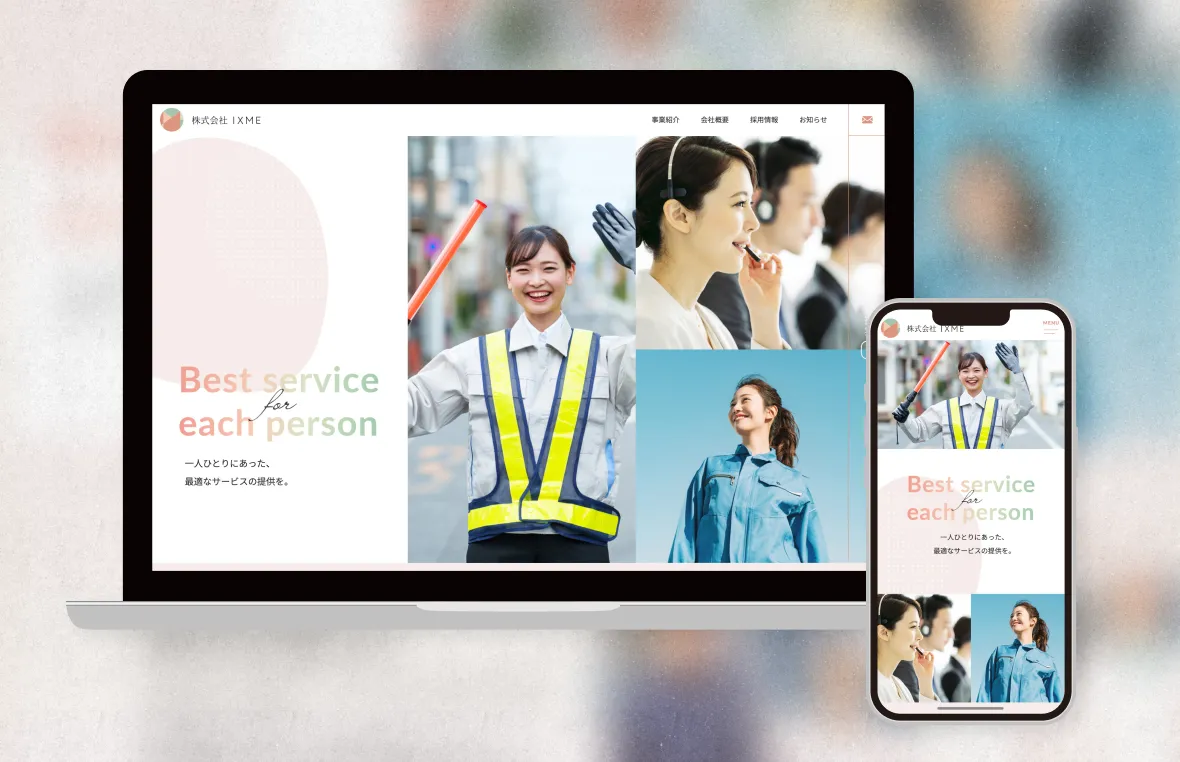 株式会社 IXME
事業紹介 会社概要 採用情報 お知らせ
Best service
for
each person
一人ひとりにあった、
最適なサービスの提供を。
株式会社 IXME
MENU
Best service
for
each person
一人ひとりにあった、
最適なサービスの提供を。